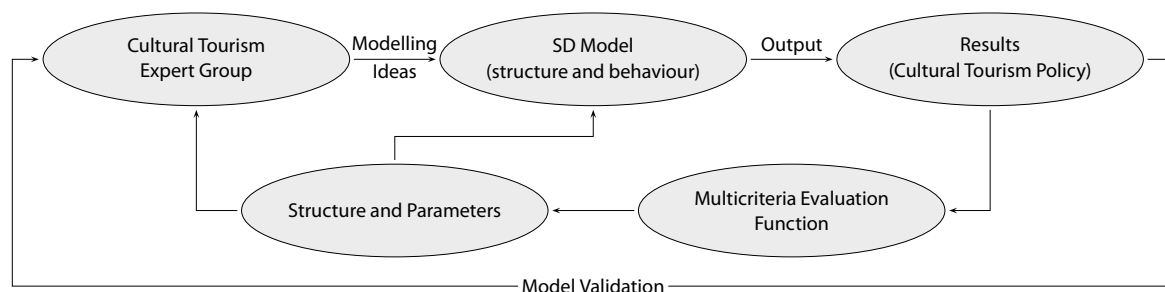 Cultural Tourism
Expert Group
Modelling
Ideas
SD Model
(structure and behaviour)
Output
Results
(Cultural Tourism Policy)
Structure and Parameters
Multicriteria Evaluation
Function
Model Validation